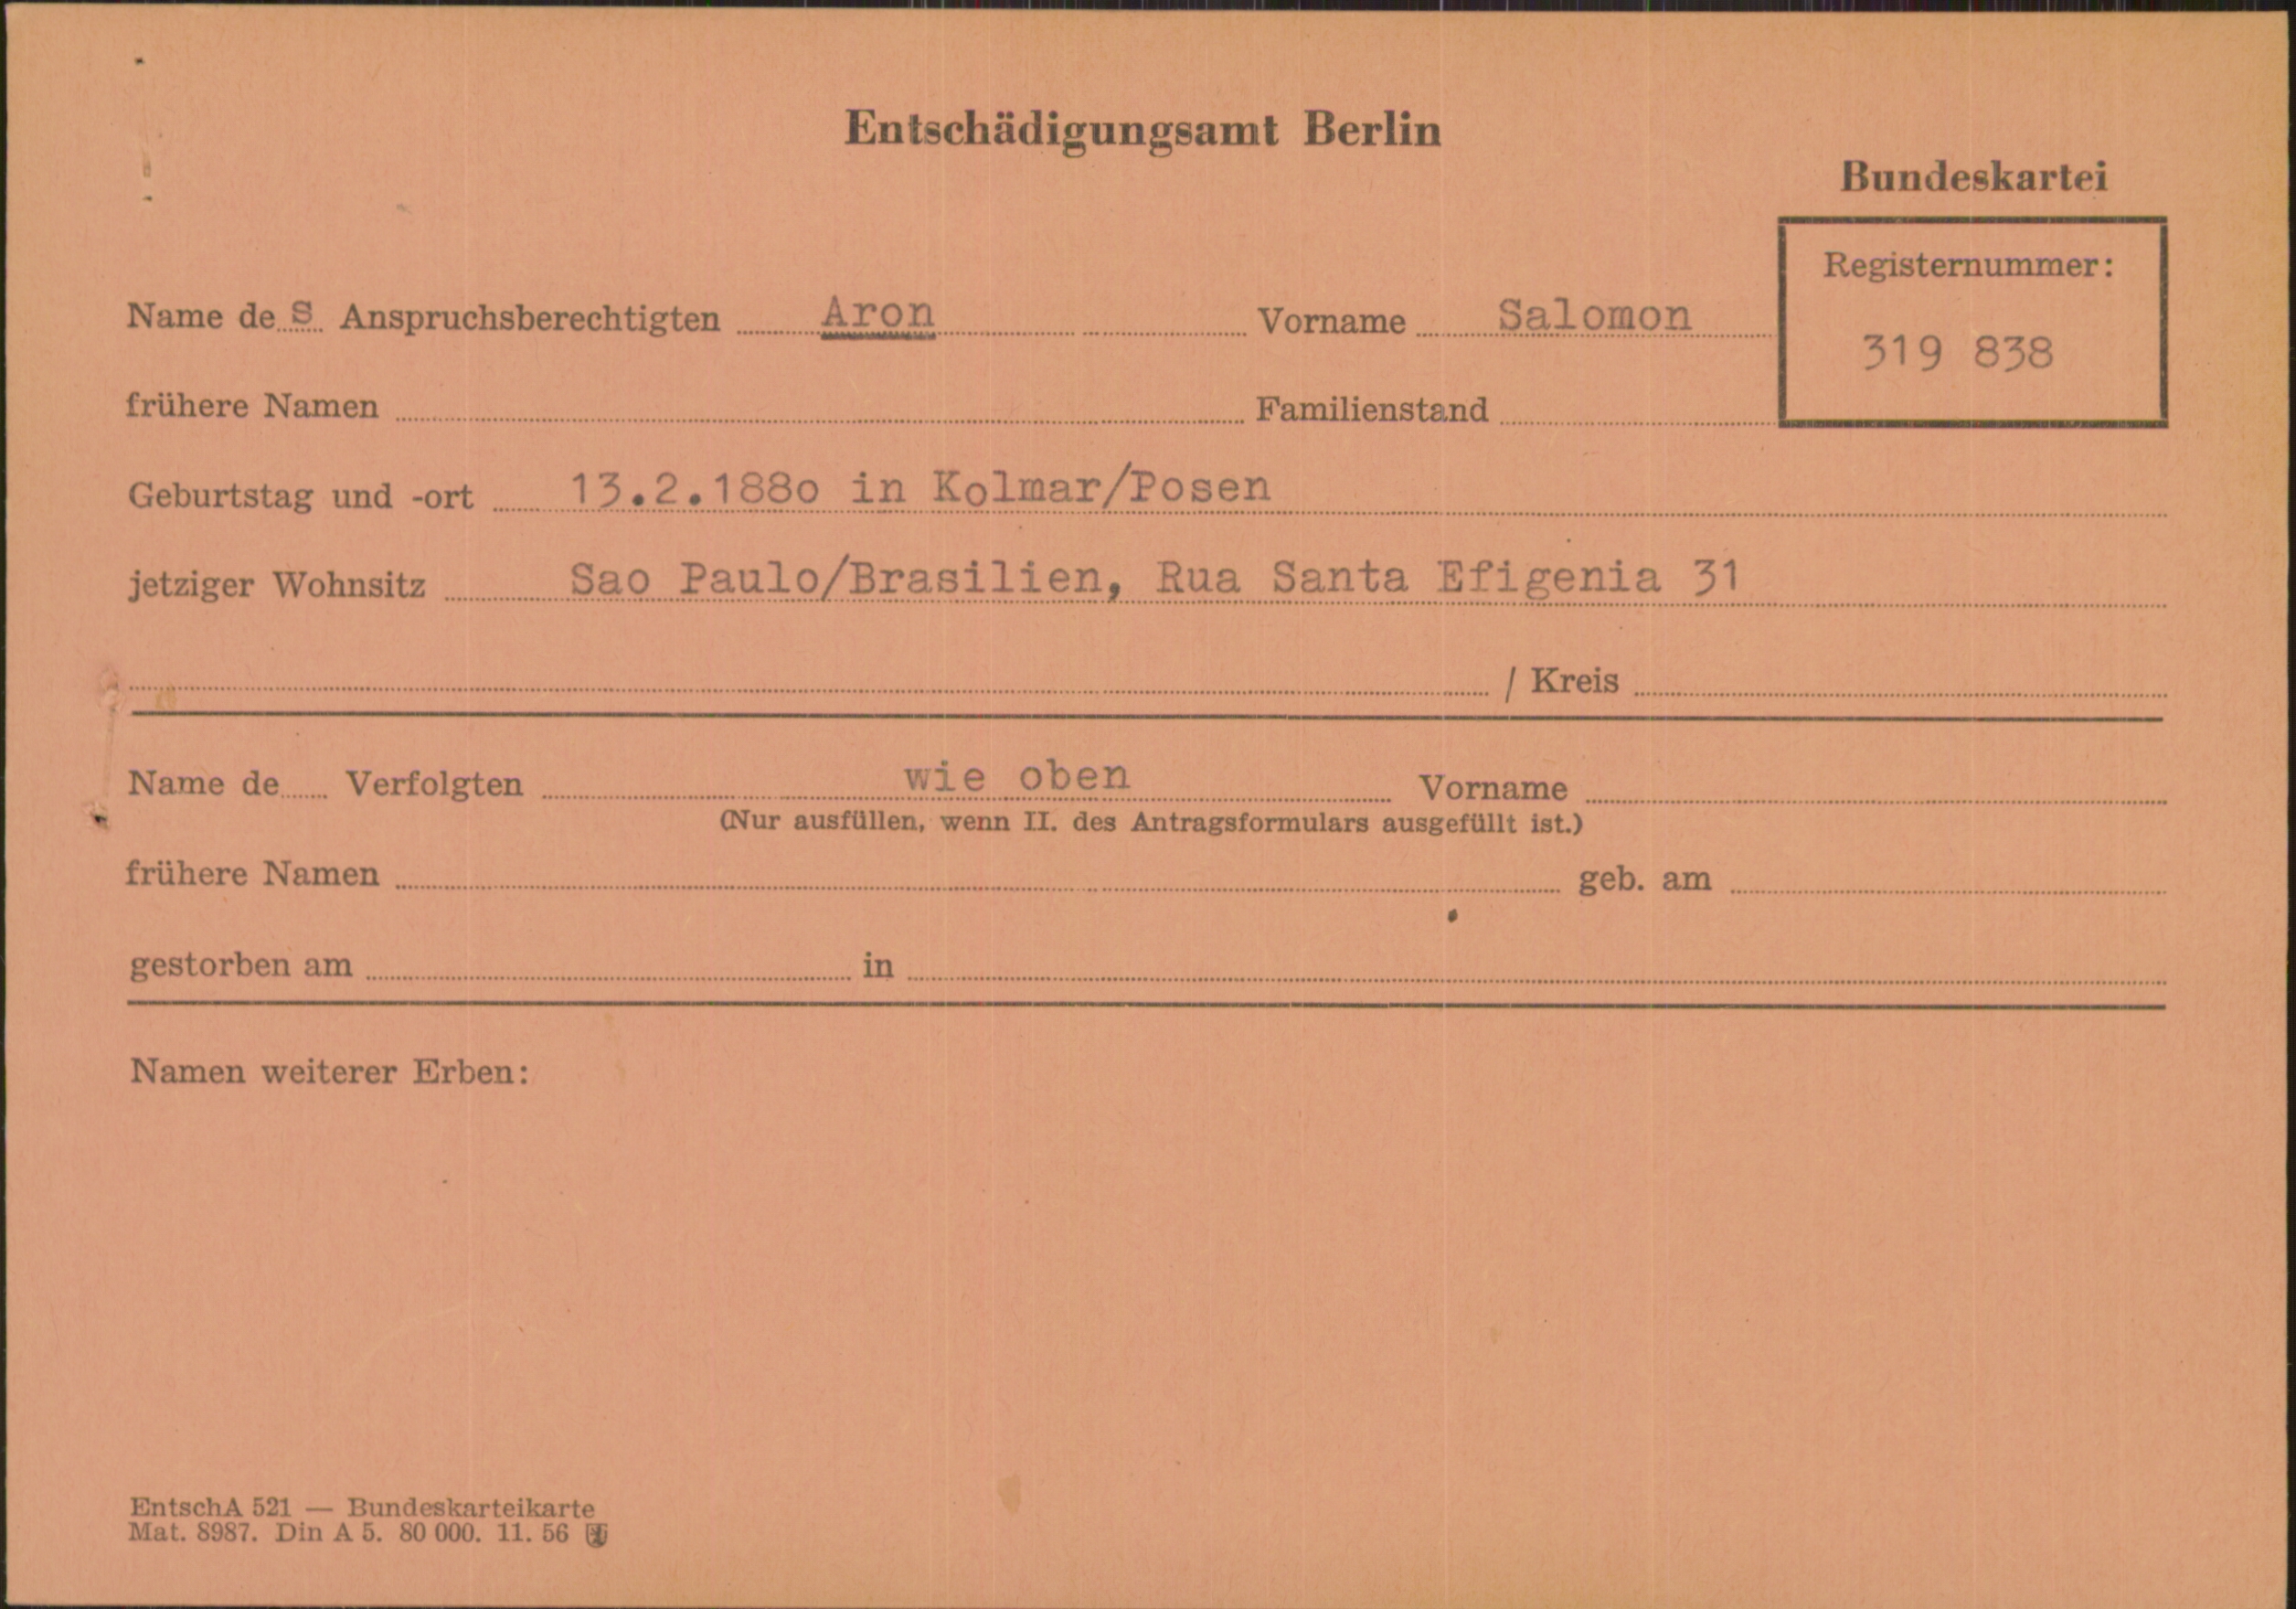 Entschädigungsamt Berlin
Bundeskartei
Registernummer:
319 838
Name de S Anspruchsberechtigten Aron Vorname Salomon
frühere Namen Familienstand
Geburtstag und -ort 13.2.188o in Kolmar/Posen
jetziger Wohnsitz Sao Paulo/Brasilien, Rua Santa Efigenia 31
/ Kreis
Name de Verfolgten wie oben Vorname
(Nur ausfüllen, wenn II. des Antragsformulars ausgefüllt ist.)
frühere Namen geb. am
gestorben am in
Namen weiterer Erben:
EntschA 521 — Bundeskarteikarte
Mat. 8987. Din A 5. 80 000. 11. 56